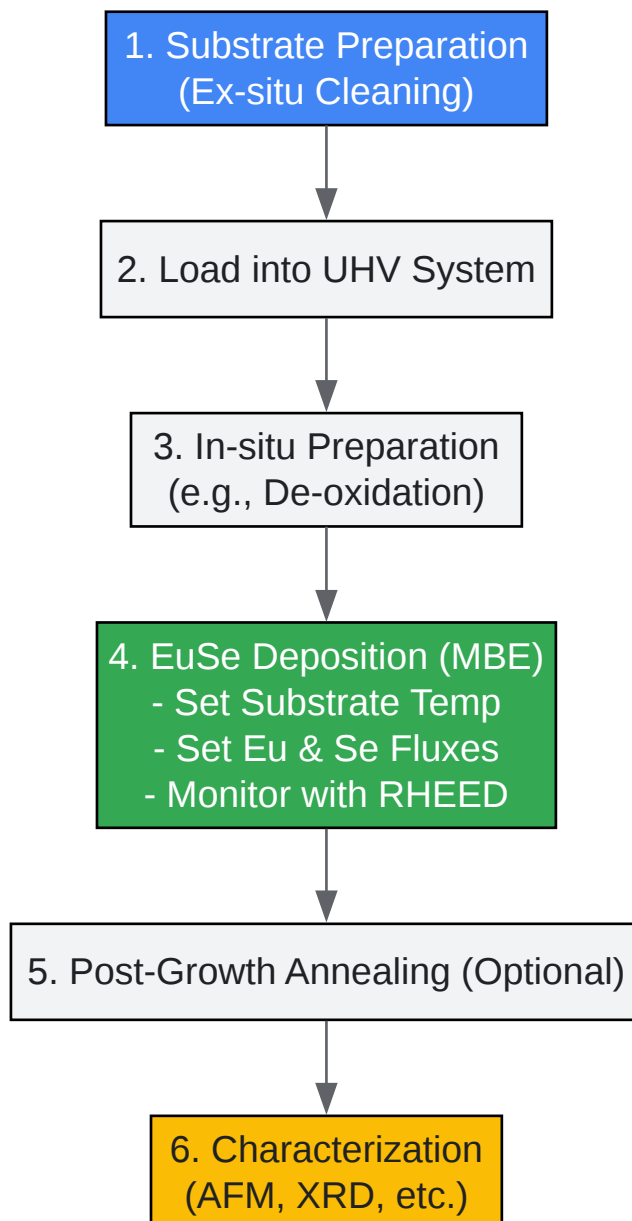 1. Substrate Preparation
(Ex-situ Cleaning)
2. Load into UHV System
3. In-situ Preparation
(e.g., De-oxidation)
4. EuSe Deposition (MBE)
- Set Substrate Temp
- Set Eu & Se Fluxes
- Monitor with RHEED
5. Post-Growth Annealing (Optional)
6. Characterization
(AFM, XRD, etc.)